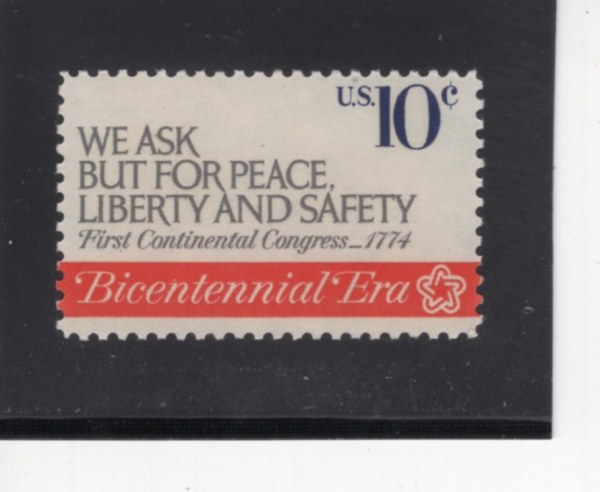 U.S. 10¢
WE ASK
BUT FOR PEACE,
LIBERTY AND SAFETY
First Continental Congress_1774
Bicentennial Era